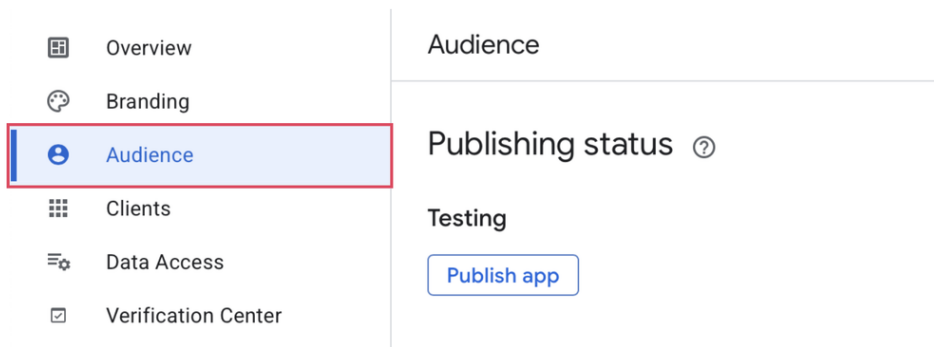 Overview
Branding
Audience
Clients
Data Access
Verification Center
Audience
Publishing status
Testing
Publish app